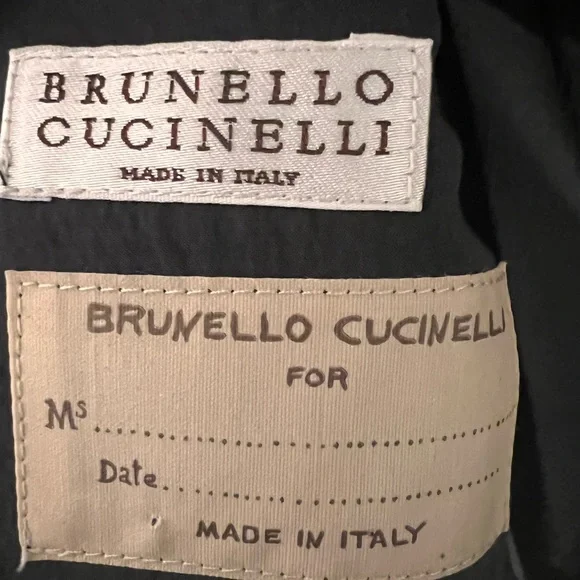 BRUNELLO
CUCINELLI
MADE IN ITALY
BRUNELLO CUCINELLI
FOR
Ms....................................................
Date........................................
MADE IN ITALY